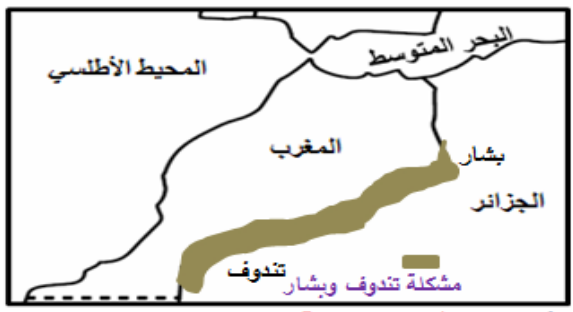 البحر المتوسط
المحيط الأطلسي
المغرب
بشار
الجزائر
تندوف
مشكلة تندوف وبشار